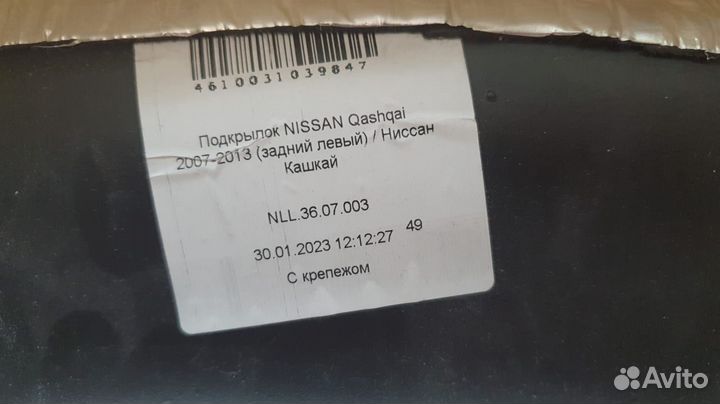 4610031039847
Подкрылок NISSAN Qashqai
2007-2013 (задний левый) / Ниссан
Кашкай
NLL.36.07.003
30.01.2023 12:12:27 49
С крепежом
Avito